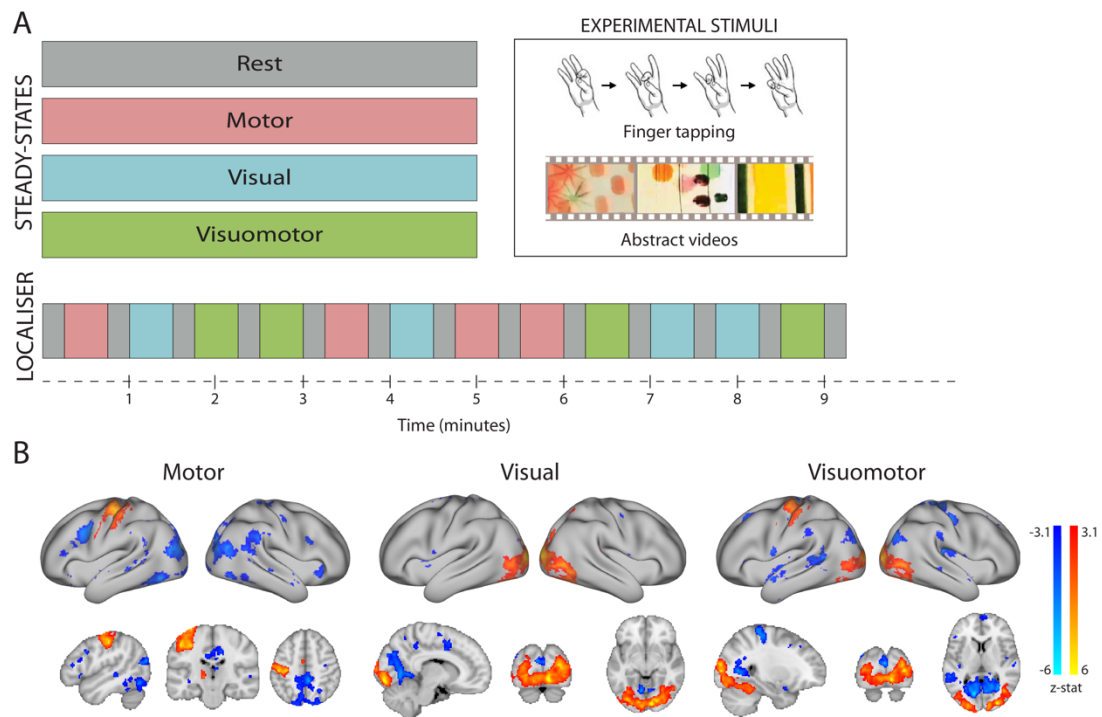 A
STEADY-STATES
Rest
Motor
Visual
Visuomotor
EXPERIMENTAL STIMULI
Finger tapping
Abstract videos
LOCALISER
1 2 3 4 5 6 7 8 9
Time (minutes)
B
Motor Visual Visuomotor
-3.1 3.1
-6 6
z-stat